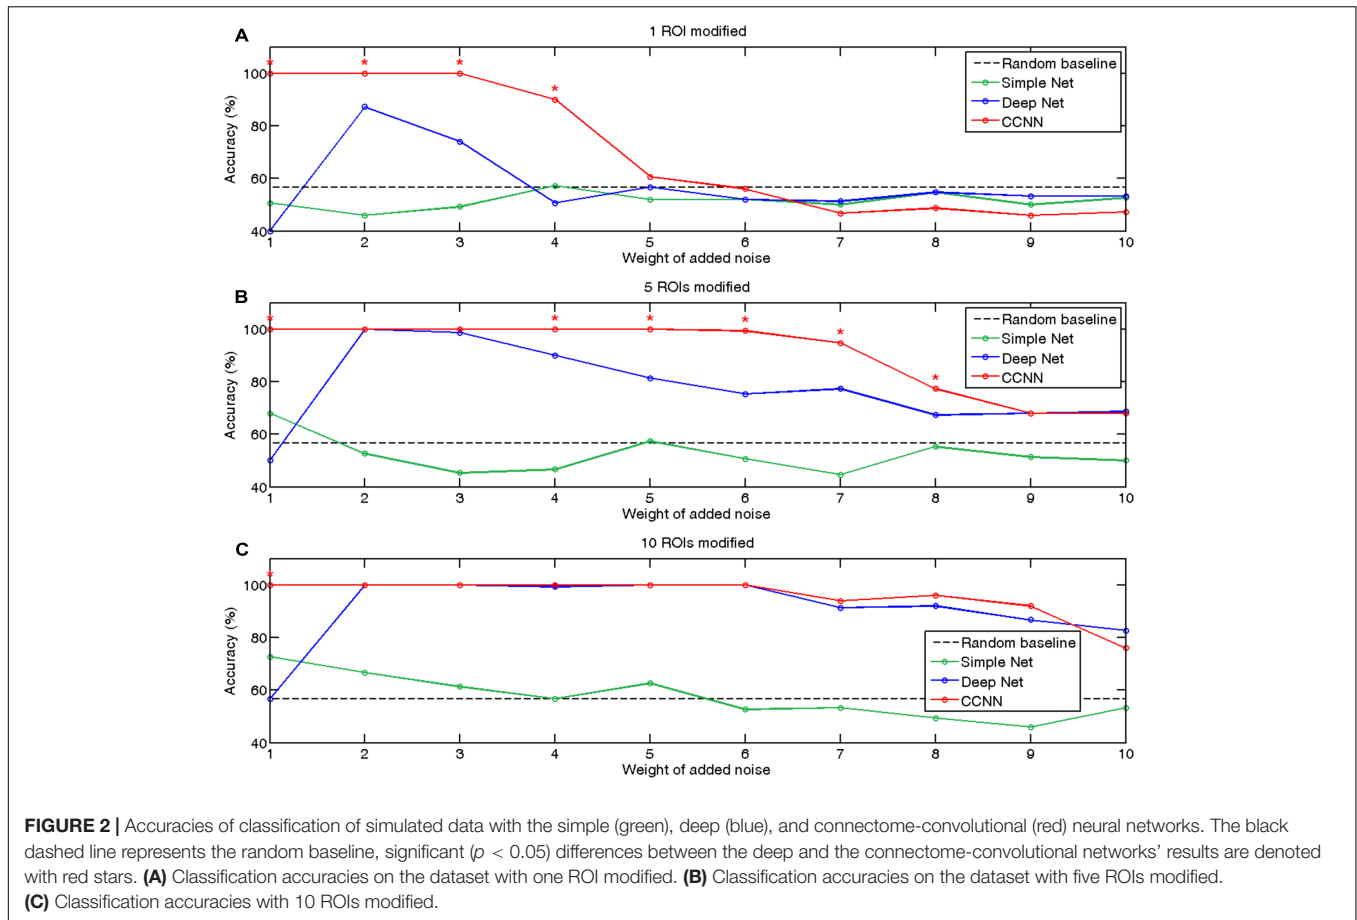 A
1 ROI modified
Accuracy (%)
100
80
60
40
Random baseline
Simple Net
Deep Net
CCNN
* * * *
1 2 3 4 5 6 7 8 9 10
Weight of added noise
B
5 ROIs modified
Accuracy (%)
100
80
60
40
Random baseline
Simple Net
Deep Net
CCNN
* * * * * *
1 2 3 4 5 6 7 8 9 10
Weight of added noise
C
10 ROIs modified
Accuracy (%)
100
80
60
40
*
Random baseline
Simple Net
Deep Net
CCNN
1 2 3 4 5 6 7 8 9 10
Weight of added noise
FIGURE 2 | Accuracies of classification of simulated data with the simple (green), deep (blue), and connectome-convolutional (red) neural networks. The black
dashed line represents the random baseline, significant (p < 0.05) differences between the deep and the connectome-convolutional networks' results are denoted
with red stars. (A) Classification accuracies on the dataset with one ROI modified. (B) Classification accuracies on the dataset with five ROIs modified.
(C) Classification accuracies with 10 ROIs modified.